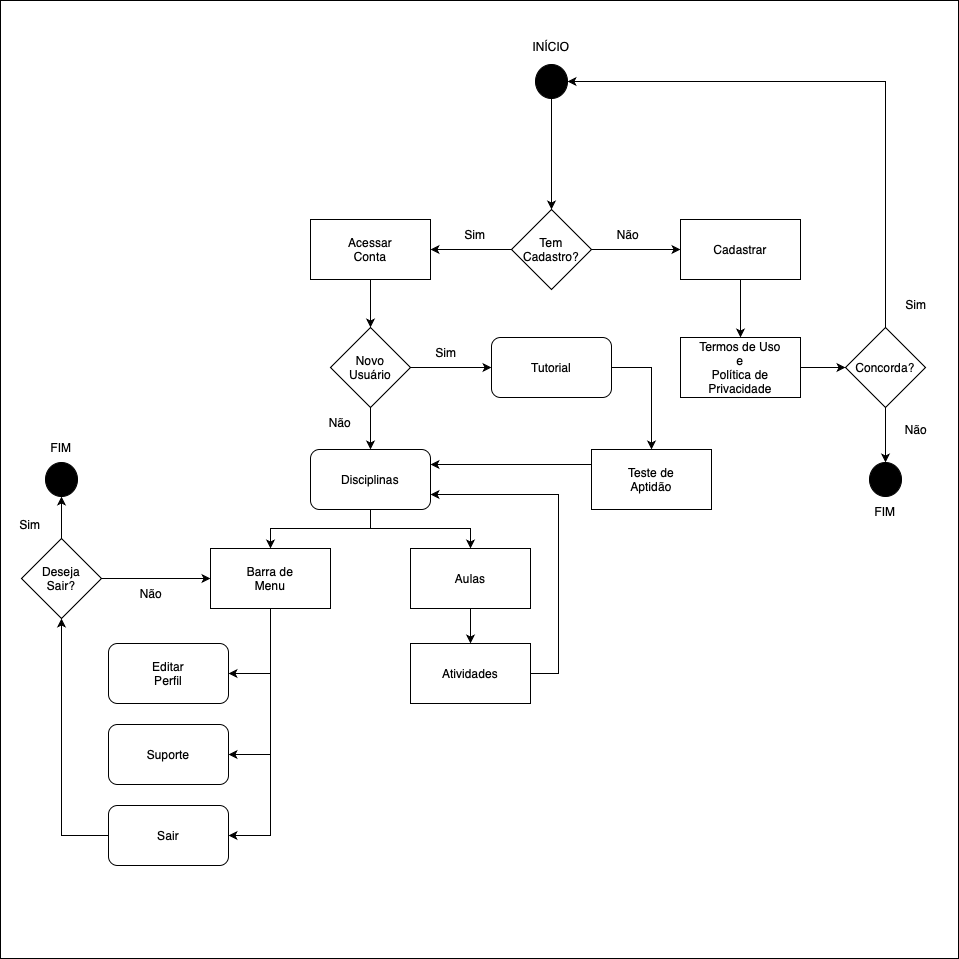 INÍCIO
Sim
Tem
Cadastro?
Não
Acessar
Conta
Cadastrar
Sim
Novo
Usuário
Sim
Tutorial
Termos de Uso
e
Política de
Privacidade
Concorda?
Não
Não
FIM
Disciplinas
Teste de
Aptidão
FIM
Sim
Deseja
Sair?
Não
Barra de
Menu
Aulas
Editar
Perfil
Atividades
Suporte
Sair